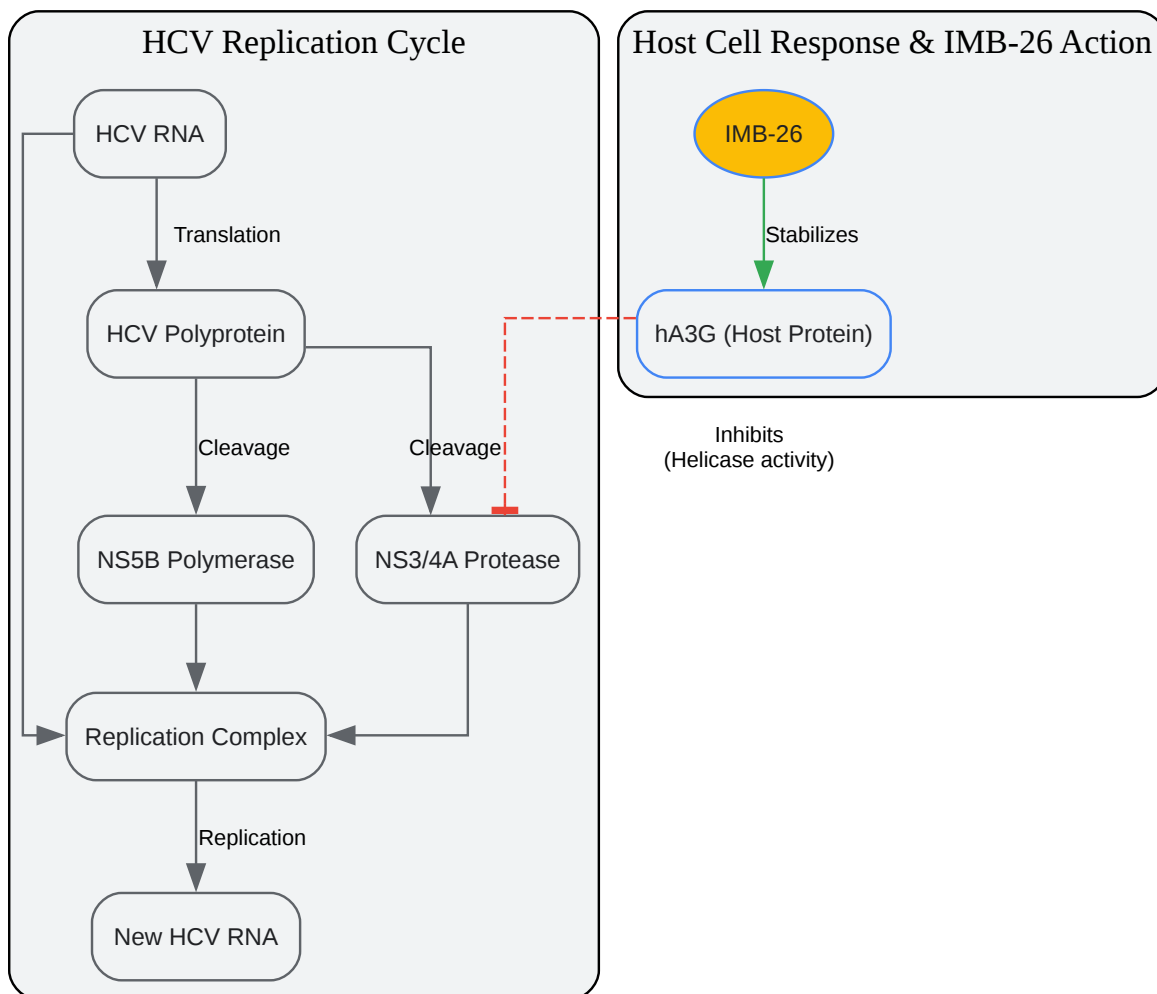 HCV Replication Cycle
HCV RNA
Translation
HCV Polyprotein
Cleavage
Cleavage
NS5B Polymerase
NS3/4A Protease
Replication Complex
Replication
New HCV RNA
Host Cell Response & IMB-26 Action
IMB-26
Stabilizes
hA3G (Host Protein)
Inhibits
(Helicase activity)